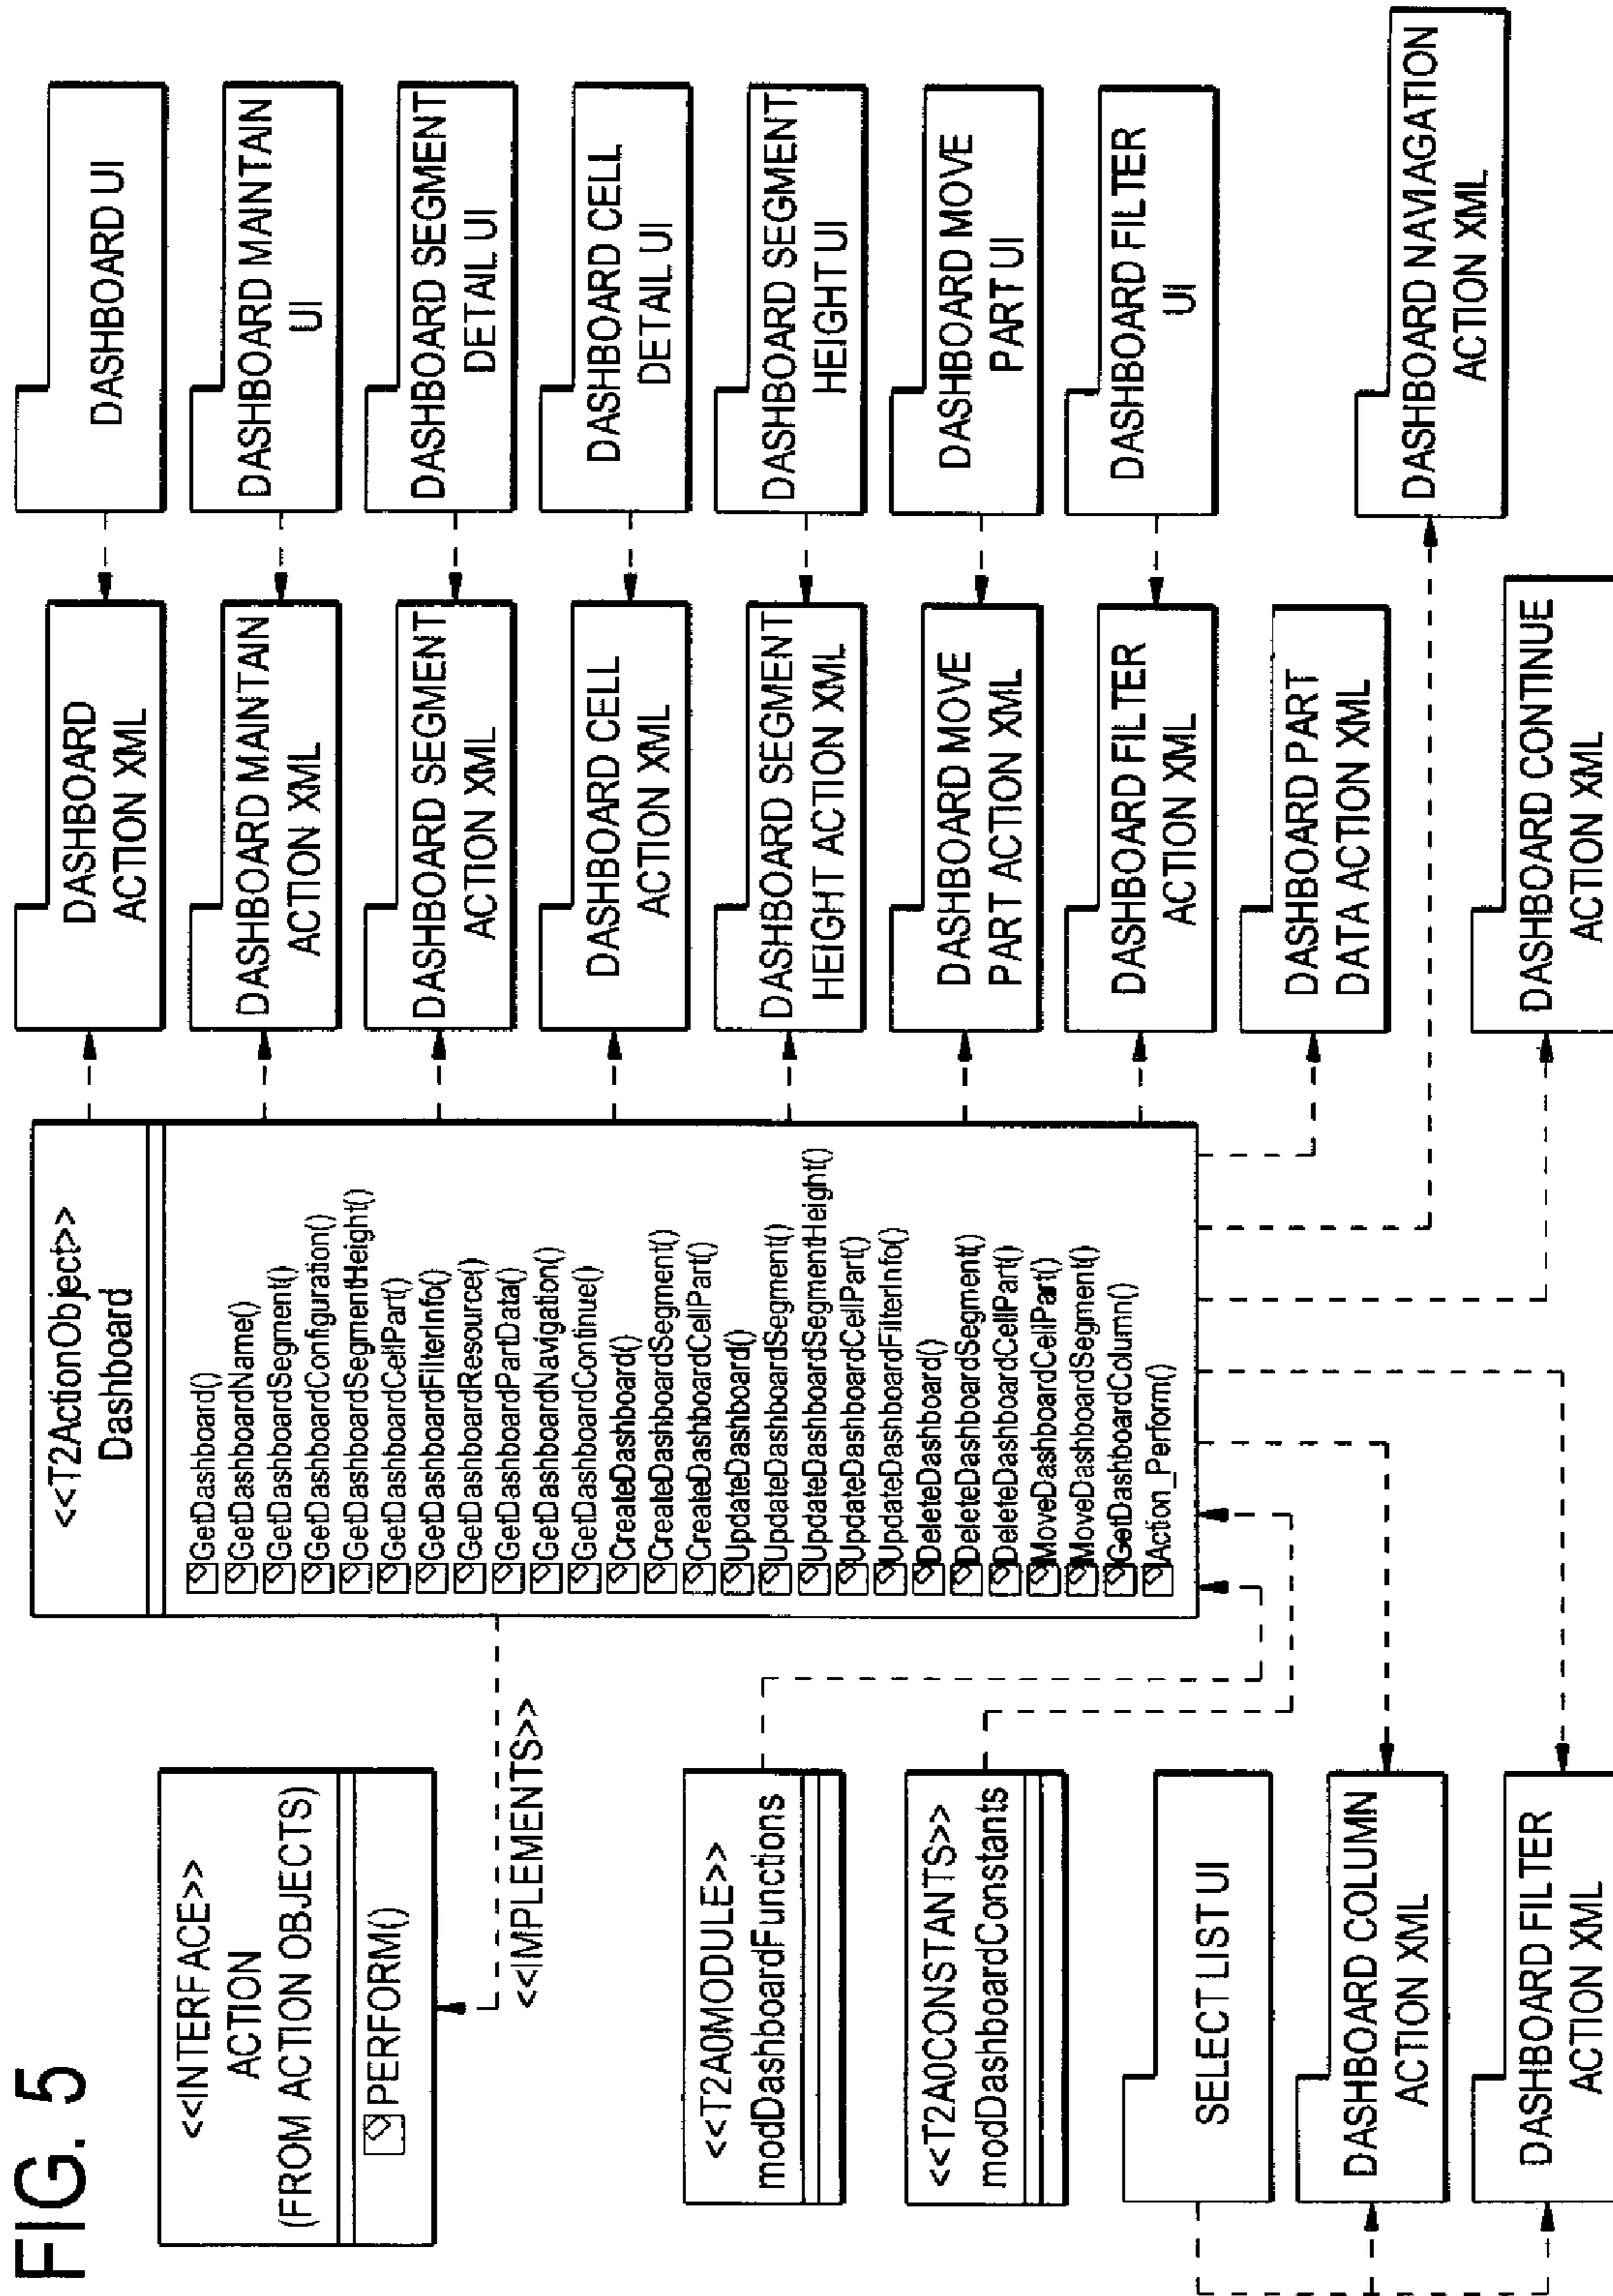 FIG. 5
<<INTERFACE>>
ACTION
(FROM ACTION OBJECTS)
PERFORM()
<<IMPLEMENTS>>
<<T2A0MODULE>>
modDashboardFunctions
<<T2A0CONSTANTS>>
modDashboardConstants
SELECT LIST UI
DASHBOARD COLUMN
ACTION XML
DASHBOARD FILTER
ACTION XML
<<T2ActionObject>>
Dashboard
GetDashboard()
GetDashboardName()
GetDashboardSegment()
GetDashboardConfiguration()
GetDashboardSegmentHeight()
GetDashboardCellPart()
GetDashboardFilterInfo()
GetDashboardResource()
GetDashboardPartData()
GetDashboardNavigation()
GetDashboardContinue()
CreateDashboard()
CreateDashboardSegment()
CreateDashboardCellPart()
UpdateDashboard()
UpdateDashboardSegment()
UpdateDashboardSegmentHeight()
UpdateDashboardCellPart()
UpdateDashboardFilterInfo()
DeleteDashboard()
DeleteDashboardSegment()
DeleteDashboardCellPart()
MoveDashboardCellPart()
MoveDashboardSegment()
GetDashboardColumn()
IAction_Perform()
DASHBOARD
ACTION XML
DASHBOARD MAINTAIN
ACTION XML
DASHBOARD SEGMENT
ACTION XML
DASHBOARD CELL
ACTION XML
DASHBOARD SEGMENT
HEIGHT ACTION XML
DASHBOARD MOVE
PART ACTION XML
DASHBOARD FILTER
ACTION XML
DASHBOARD PART
DATA ACTION XML
DASHBOARD CONTINUE
ACTION XML
DASHBOARD UI
DASHBOARD MAINTAIN
UI
DASHBOARD SEGMENT
DETAIL UI
DASHBOARD CELL
DETAIL UI
DASHBOARD SEGMENT
HEIGHT UI
DASHBOARD MOVE
PART UI
DASHBOARD FILTER
UI
DASHBOARD NAVIAGATION
ACTION XML